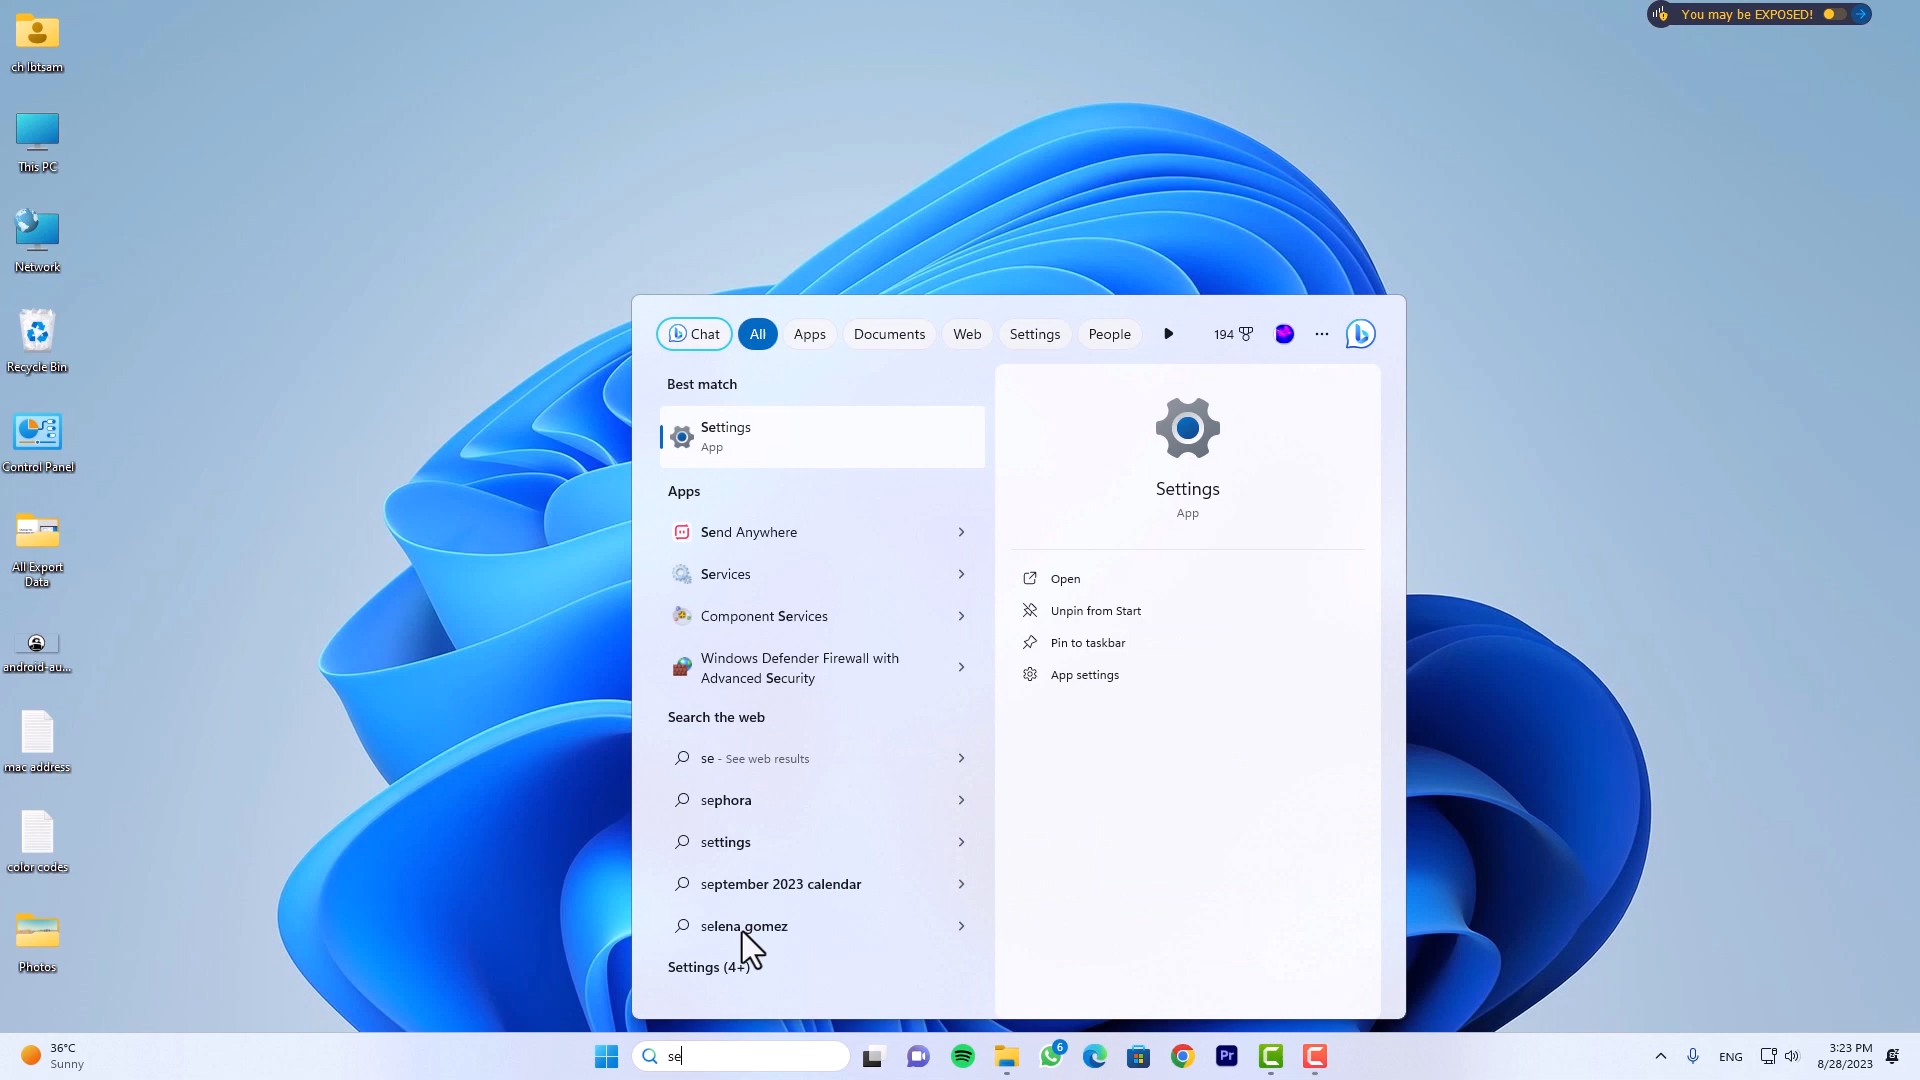 You may be EXPOSED!
ch Ibtsam
This PC
Network
Recycle Bin
Control Panel
All Export
Data
android-au...
mac address
color codes
Photos
Chat
All
Apps
Documents
Web
Settings
People
194
Best match
Settings
App
Apps
Send Anywhere
Services
Component Services
Windows Defender Firewall with
Advanced Security
Search the web
se - See web results
sephora
settings
september 2023 calendar
selena gomez
Settings (4+)
Settings
App
Open
Unpin from Start
Pin to taskbar
App settings
36°C
Sunny
se
6
Pr
ENG
3:23 PM
8/28/2023